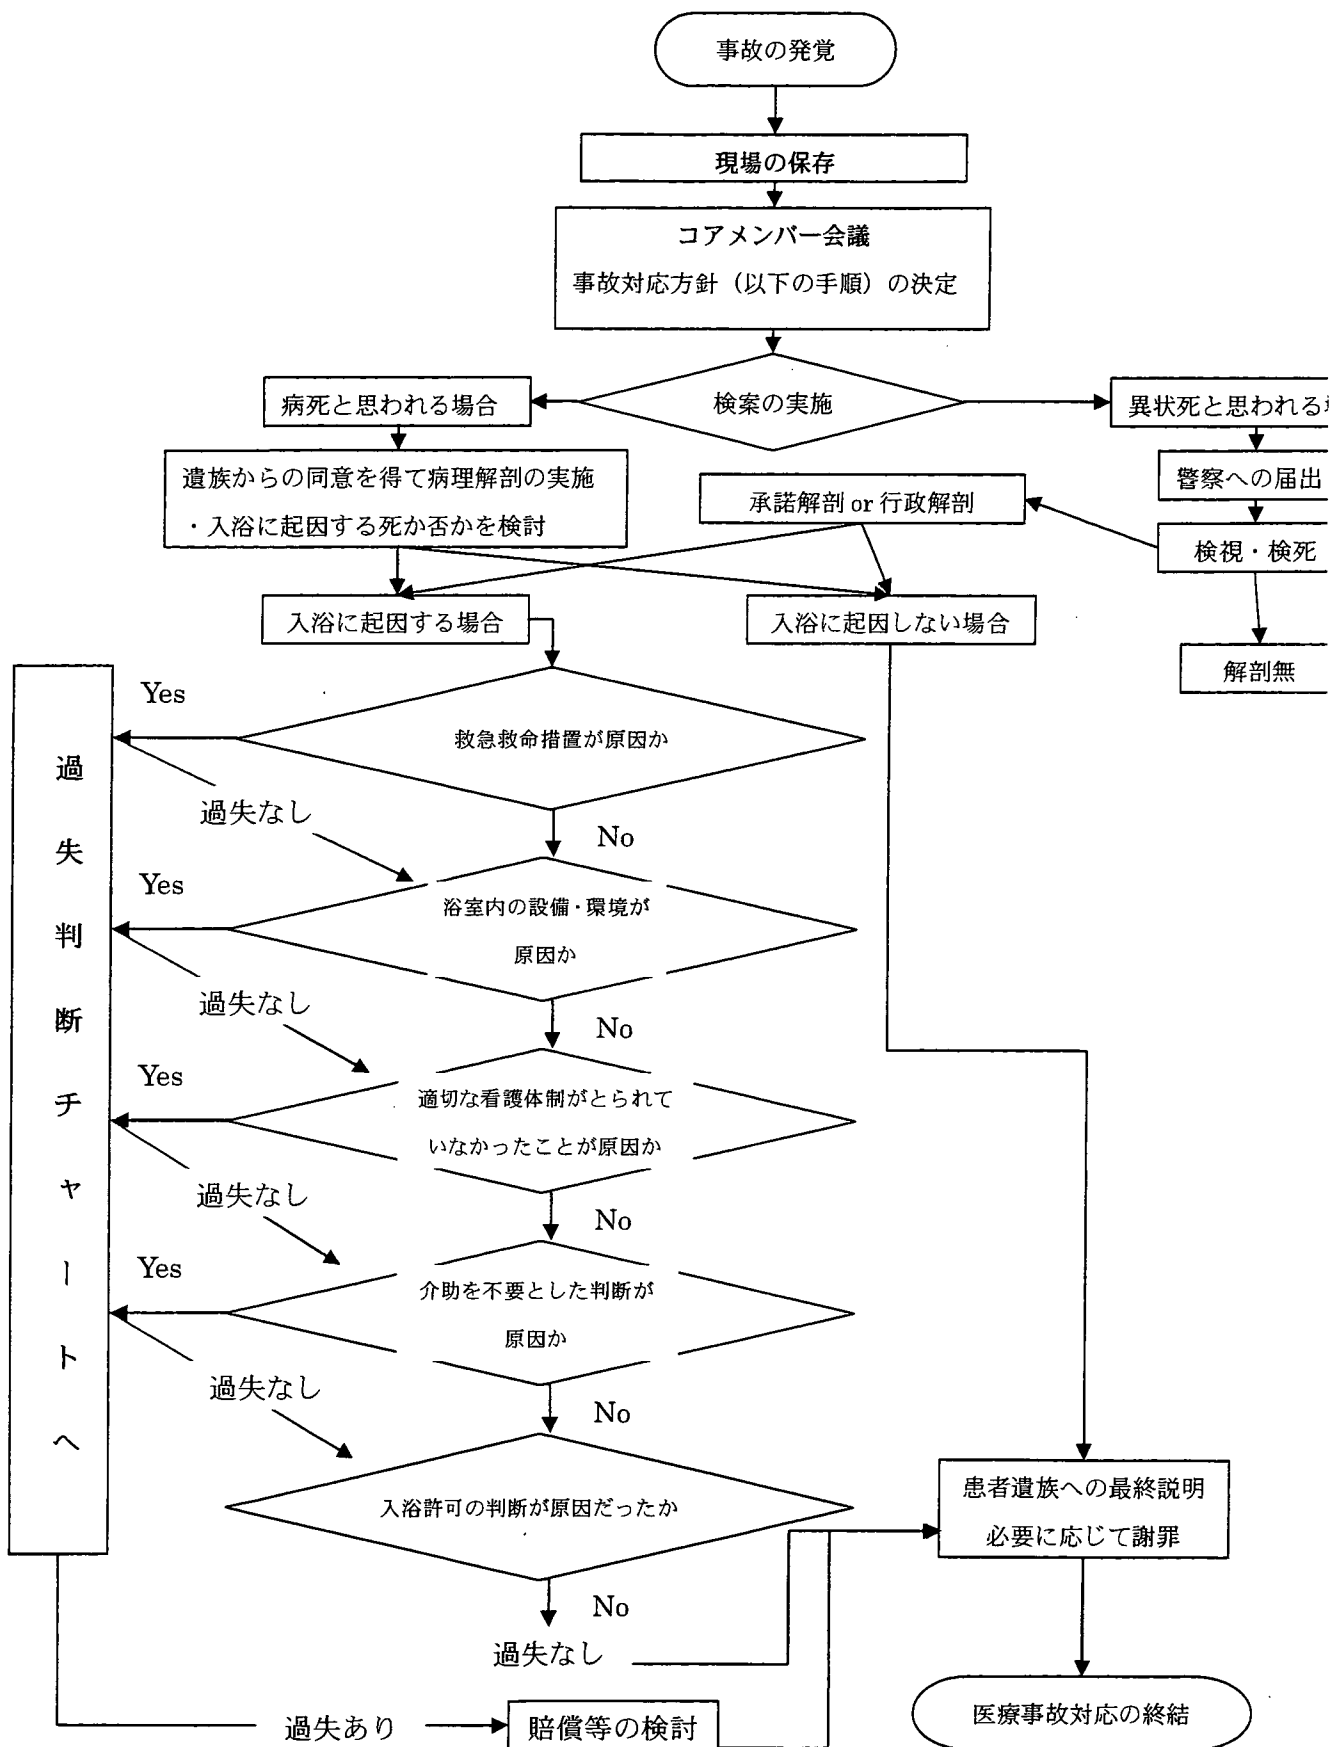 事故の発覚
現場の保存
コアメンバー会議
事故対応方針（以下の手順）の決定
検案の実施
病死と思われる場合
異状死と思われる
遺族からの同意を得て病理解剖の実施
・入浴に起因する死か否かを検討
承諾解剖 or 行政解剖
警察への届出
検視・検死
入浴に起因する場合
入浴に起因しない場合
解剖無
Yes
救急救命措置が原因か
過失なし
No
Yes
浴室内の設備・環境が
原因か
過失なし
No
Yes
適切な看護体制がとられて
いなかったことが原因か
過失なし
No
Yes
介助を不要とした判断が
原因か
過失なし
No
入浴許可の判断が原因だったか
No
過失なし
過失判断チャートへ
過失あり
賠償等の検討
患者遺族への最終説明
必要に応じて謝罪
医療事故対応の終結